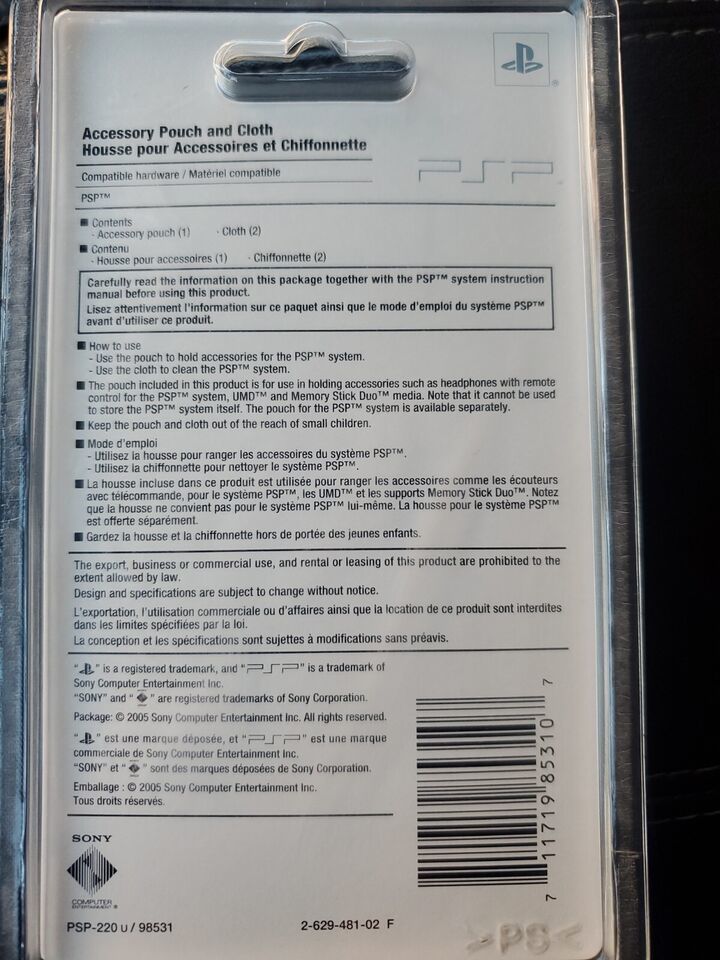 Accessory Pouch and Cloth
Housse pour Accessoires et Chiffonnette
Compatible hardware / Matériel compatible
PSP
®
PSP™
■ Contents
- Accessory pouch (1) · Cloth (2)
■ Contenu
- Housse pour accessoires (1) · Chiffonnette (2)
Carefully read the information on this package together with the PSP™ system instruction
manual before using this product.
Lisez attentivement l'information sur ce paquet ainsi que le mode d'emploi du système PSP™
avant d'utiliser ce produit.
■ How to use
- Use the pouch to hold accessories for the PSP™ system.
- Use the cloth to clean the PSP™ system.
■ The pouch included in this product is for use in holding accessories such as headphones with remote
control for the PSP™ system, UMD™ and Memory Stick Duo™ media. Note that it cannot be used
to store the PSP™ system itself. The pouch for the PSP™ system is available separately.
■ Keep the pouch and cloth out of the reach of small children.
■ Mode d'emploi
- Utilisez la housse pour ranger les accessoires du système PSP™.
- Utilisez la chiffonnette pour nettoyer le système PSP™.
■ La housse incluse dans ce produit est utilisée pour ranger les accessoires comme les écouteurs
avec télécommande, pour le système PSP™, les UMD™ et les supports Memory Stick Duo™. Notez
que la housse ne convient pas pour le système PSP™ lui-même. La housse pour le système PSP™
est offerte séparément.
■ Gardez la housse et la chiffonnette hors de portée des jeunes enfants.
The export, business or commercial use, and rental or leasing of this product are prohibited to the
extent allowed by law.
Design and specifications are subject to change without notice.
L'exportation, l'utilisation commerciale ou d'affaires ainsi que la location de ce produit sont interdites
dans les limites spécifiées par la loi.
La conception et les spécifications sont sujettes à modifications sans préavis.
" " is a registered trademark, and "PSP" is a trademark of
Sony Computer Entertainment Inc.
"SONY" and " " are registered trademarks of Sony Corporation.
Package: © 2005 Sony Computer Entertainment Inc. All rights reserved.
" " est une marque déposée, et "PSP" est une marque
commerciale de Sony Computer Entertainment Inc.
"SONY" et " " sont des marques déposées de Sony Corporation.
Emballage : © 2005 Sony Computer Entertainment Inc.
Tous droits réservés.
7 11719 85310 7
SONY
COMPUTER
ENTERTAINMENT ®
PSP-220 U / 98531
2-629-481-02 F
>PS<